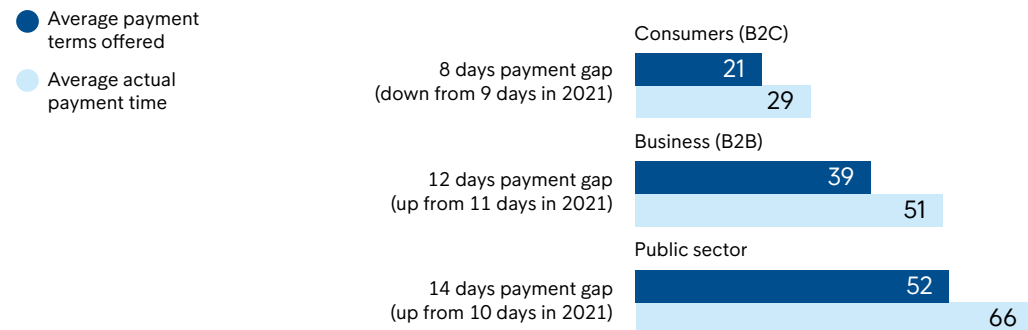 Average payment
terms offered
Average actual
payment time
Consumers (B2C)
8 days payment gap
(down from 9 days in 2021)
21
29
Business (B2B)
12 days payment gap
(up from 11 days in 2021)
39
51
Public sector
14 days payment gap
(up from 10 days in 2021)
52
66